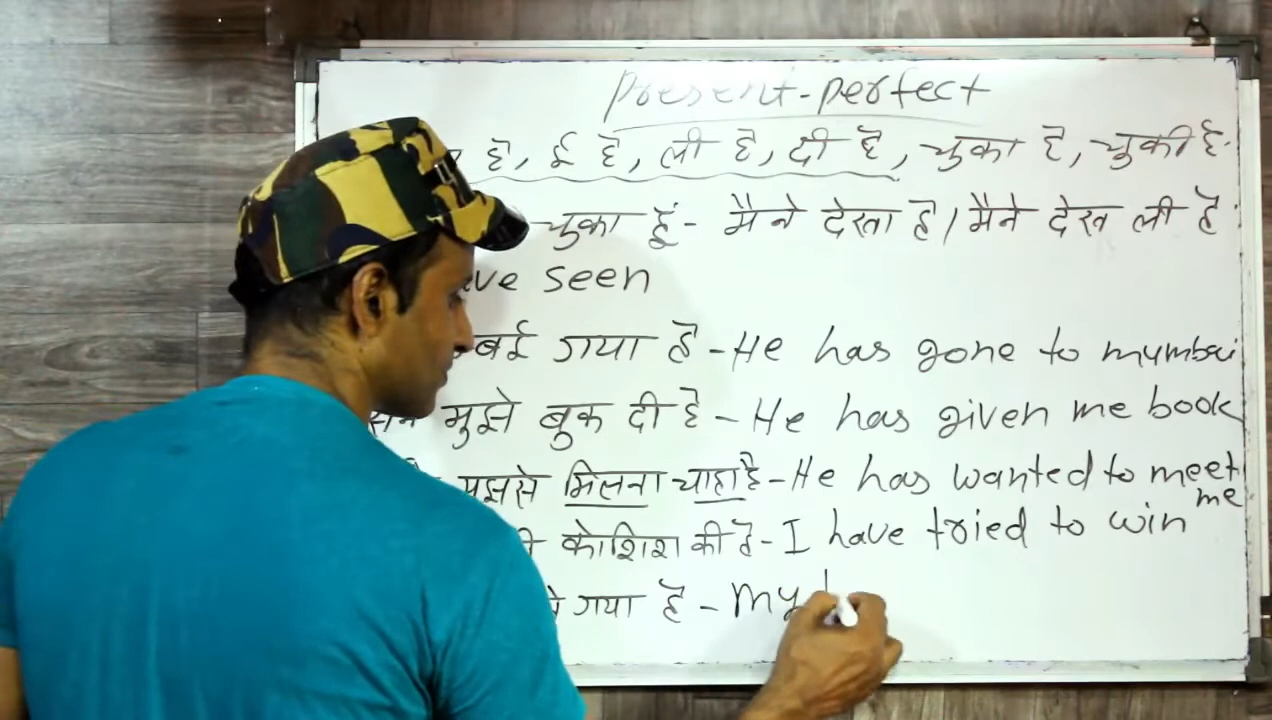 Present-perfect
है, ई है, ली है, दी है, चुका है, चुकी है.
चुका हूं- मैंने देखा है/मैंने देख ली है
ve seen
बई गया है-He has gone to mumbai
मुझे बुक दी है-He has given me book
मुझसे मिलना चाहा है-He has wanted to meet me
कोशिश की है-I have tried to win
गया है-my